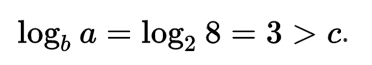 log_b a = log_2 8 = 3 > c.